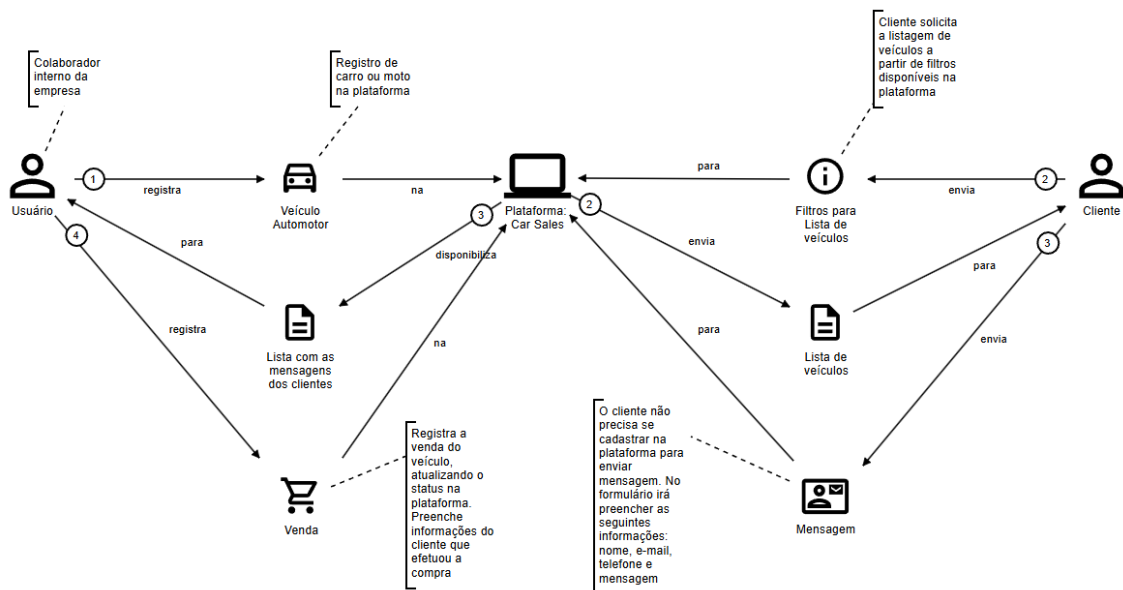 Colaborador
interno da
empresa
Registro de
carro ou moto
na plataforma
Cliente solicita
a listagem de
veículos a
partir de filtros
disponíveis na
plataforma
1
registra
na
para
envia
2
Usuário
Veículo
Automotor
Plataforma:
Car Sales
Filtros para
Lista de
veículos
Cliente
4
para
3
disponibiliza
2
envia
para
3
registra
Lista com as
mensagens
dos clientes
na
para
Lista de
veículos
envia
Registra a
venda do
veículo,
atualizando o
status na
plataforma.
Preenche
informações do
cliente que
efetuou a
compra
O cliente não
precisa se
cadastrar na
plataforma para
enviar
mensagem. No
formulário irá
preencher as
seguintes
informações:
nome, e-mail,
telefone e
mensagem
Venda
Mensagem